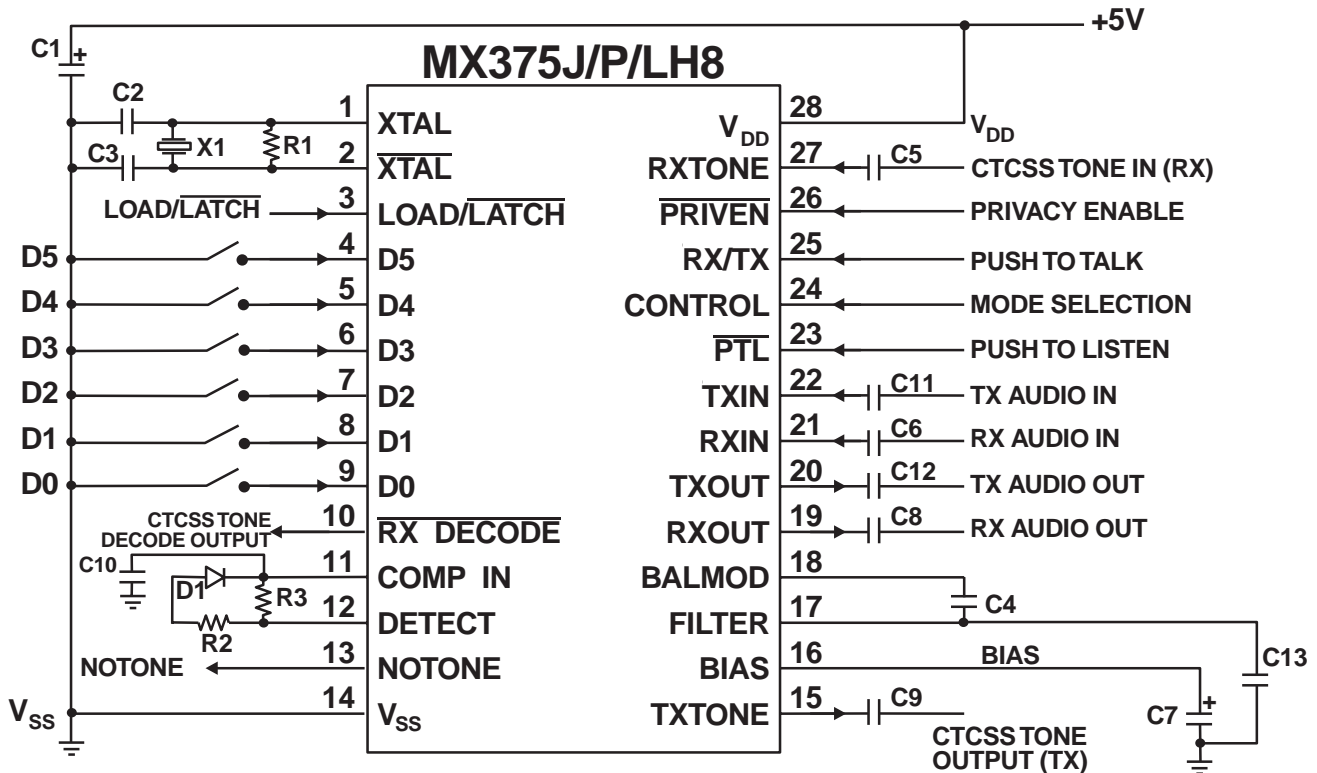 +5V
C1 +
MX375J/P/LH8
C2
1 XTAL
C3 X1 R1
2 XTAL
LOAD/LATCH 3 LOAD/LATCH
D5 4 D5
D4 5 D4
D3 6 D3
D2 7 D2
D1 8 D1
D0 9 D0
CTCSS TONE
DECODE OUTPUT
10 RX DECODE
C10
11 COMP IN
D1 R3
R2
12 DETECT
NOTONE 13 NOTONE
VSS 14 VSS
VDD 28 VDD
RXTONE 27 C5 CTCSS TONE IN (RX)
PRIVEN 26 PRIVACY ENABLE
RX/TX 25 PUSH TO TALK
CONTROL 24 MODE SELECTION
PTL 23 PUSH TO LISTEN
TXIN 22 C11 TX AUDIO IN
RXIN 21 C6 RX AUDIO IN
TXOUT 20 C12 TX AUDIO OUT
RXOUT 19 C8 RX AUDIO OUT
BALMOD 18
C4
FILTER 17
BIAS 16 BIAS
C13
C7 +
TXTONE 15 C9
CTCSS TONE
OUTPUT (TX)